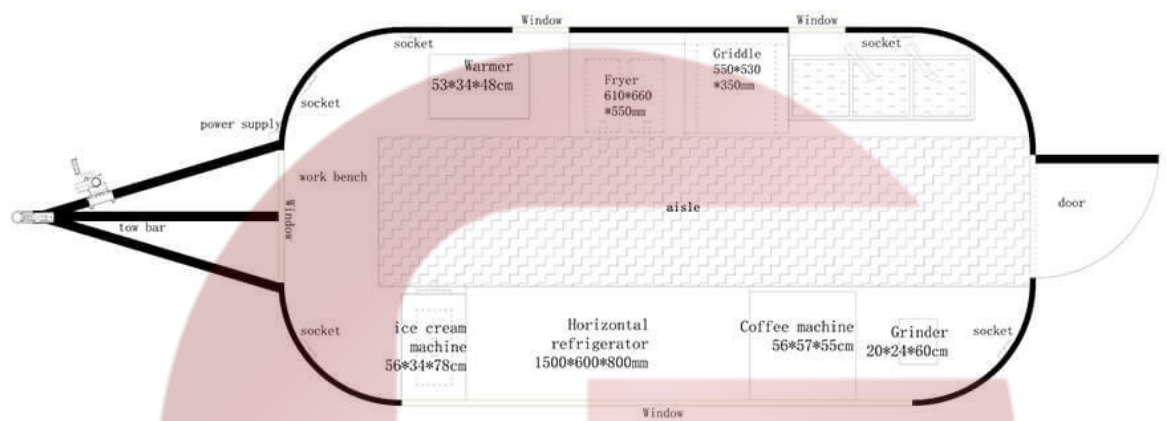 Window
Window
socket
socket
Warmer
53*34*48cm
Fryer
610*660
*550mm
Griddle
550*530
*350mm
socket
power supply
work bench
Window
aisle
door
tow bar
socket
ice cream
machine
56*34*78cm
Horizontal
refrigerator
1500*600*800mm
Coffee machine
56*57*55cm
Grinder
20*24*60cm
socket
Window